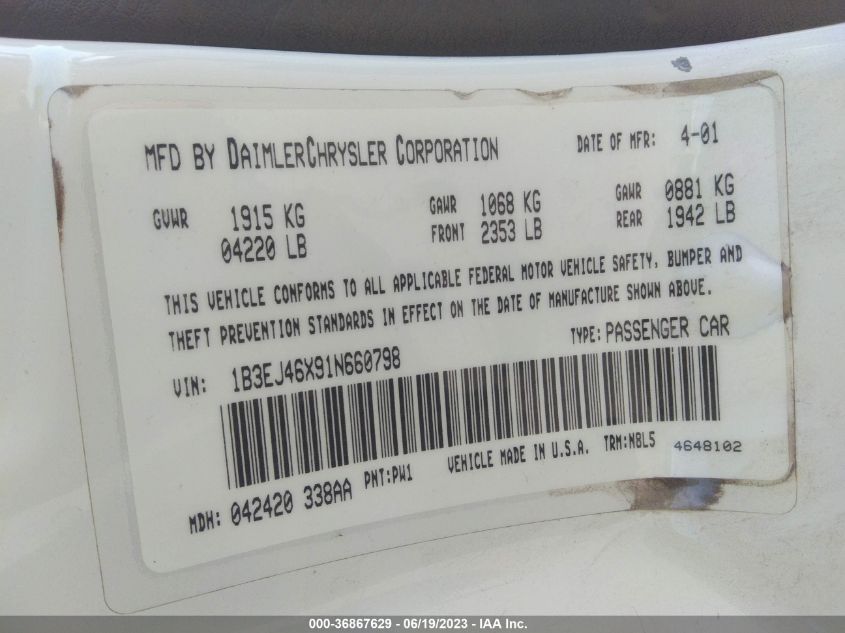 MFD BY DAIMLERCHRYSLER CORPORATION DATE OF MFR: 4-01
GVWR 1915 KG GAWR 1068 KG GAWR 0881 KG
04220 LB FRONT 2353 LB REAR 1942 LB
THIS VEHICLE CONFORMS TO ALL APPLICABLE FEDERAL MOTOR VEHICLE SAFETY, BUMPER AND
THEFT PREVENTION STANDARDS IN EFFECT ON THE DATE OF MANUFACTURE SHOWN ABOVE.
VIN: 1B3EJ46X91N660798 TYPE: PASSENGER CAR
MDH: 042420 338AA PNT:PW1 VEHICLE MADE IN U.S.A. TRM:NBL5 4648102
000-36867629 - 06/19/2023 - IAAI Inc.